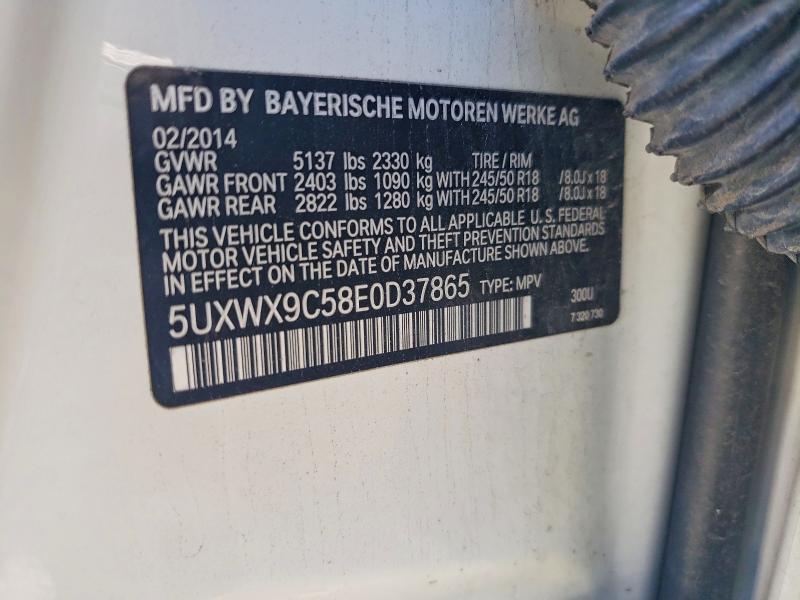 MFD BY BAYERISCHE MOTOREN WERKE AG
02/2014
GVWR 5137 lbs 2330 kg TIRE / RIM
GAWR FRONT 2403 lbs 1090 kg WITH 245/50 R18 /8.0J x 18
GAWR REAR 2822 lbs 1280 kg WITH 245/50 R18 /8.0J x 18
THIS VEHICLE CONFORMS TO ALL APPLICABLE U.S. FEDERAL
MOTOR VEHICLE SAFETY AND THEFT PREVENTION STANDARDS
IN EFFECT ON THE DATE OF MANUFACTURE SHOWN ABOVE.
5UXWX9C58E0D37865 TYPE: MPV 300U
7 320 730